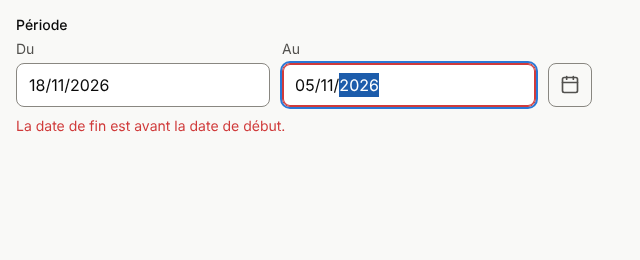 Période
Du
Au
18/11/2026
05/11/2026
La date de fin est avant la date de début.